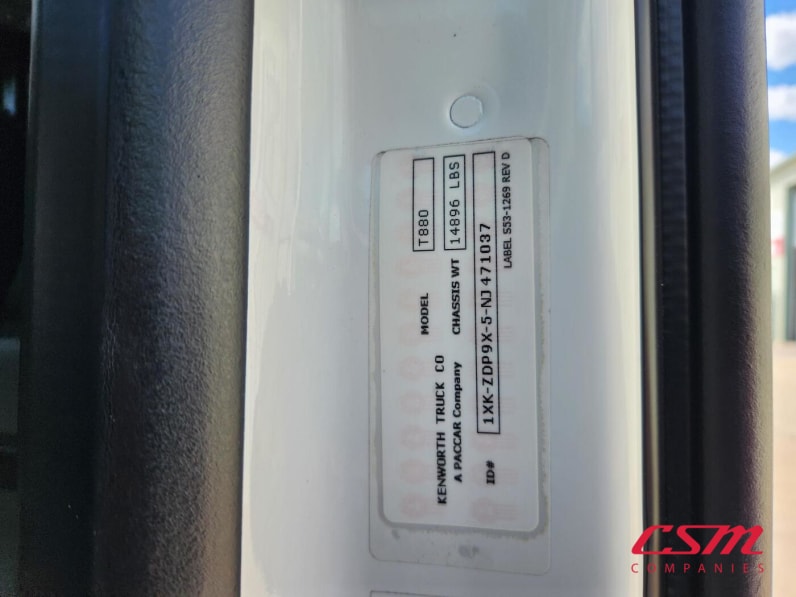 KENWORTH TRUCK CO MODEL T880
A PACCAR Company CHASSIS WT 14896 LBS
ID# 1XK-ZDP9X-5-NJ471037
LABEL S53-1269 REV D
CSM
COMPANIES